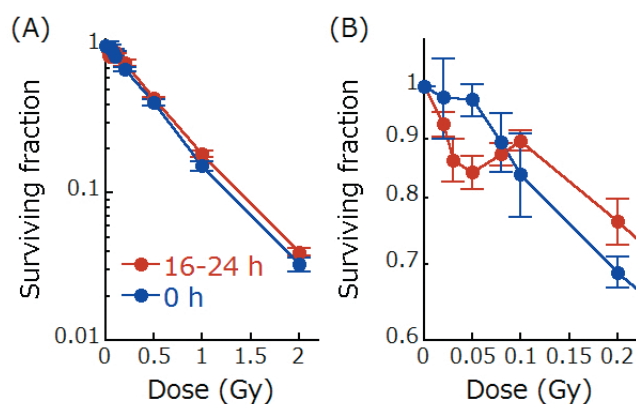 (A)
Surviving fraction
1
0.1
0.01
16-24 h
0 h
0 0.5 1 1.5 2
Dose (Gy)
(B)
Surviving fraction
1
0.9
0.8
0.7
0.6
0 0.05 0.1 0.15 0.2
Dose (Gy)